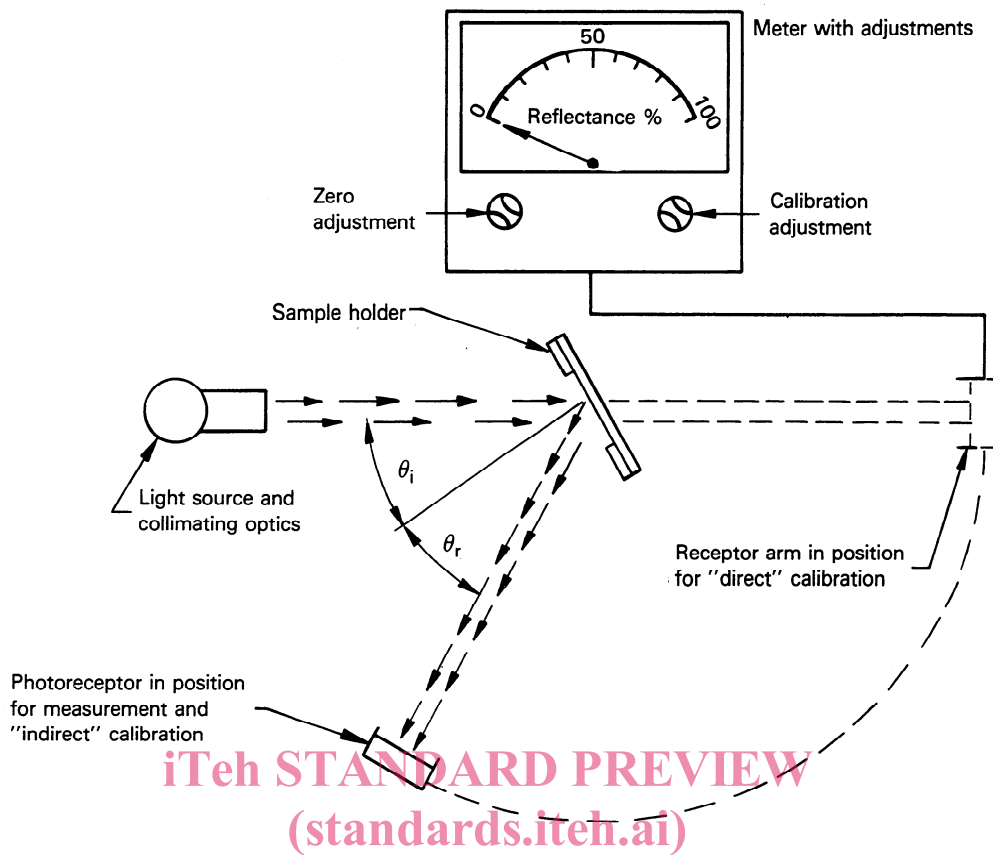 Meter with adjustments
50
0
100
Reflectance %
Zero
adjustment
Calibration
adjustment
Sample holder
θi
θr
Light source and
collimating optics
Receptor arm in position
for "direct" calibration
Photoreceptor in position
for measurement and
"indirect" calibration
iTeh STANDARD PREVIEW
(standards.iteh.ai)